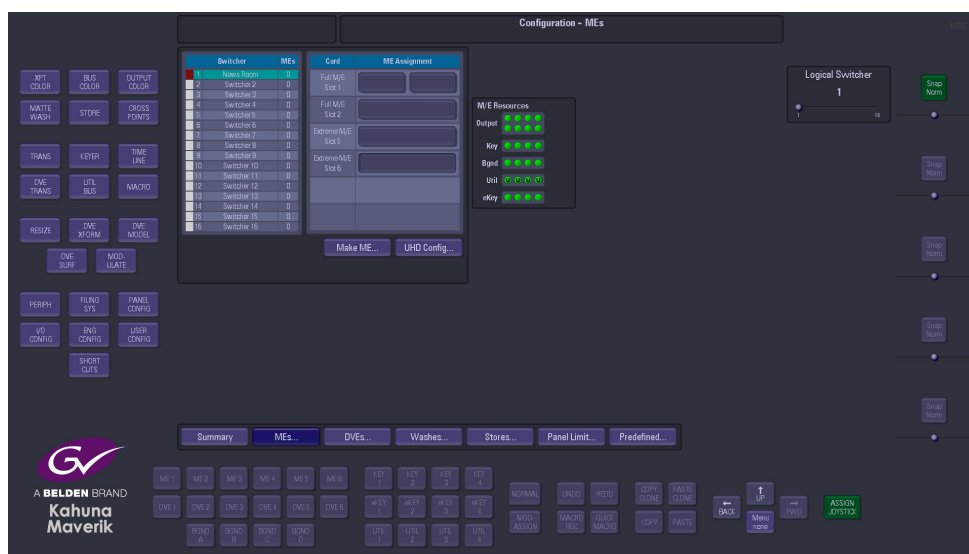 Configuration - MEs
HDD
Switcher MEs
1 News Room 0
2 Switcher 2 0
3 Switcher 3 0
4 Switcher 4 0
5 Switcher 5 0
6 Switcher 6 0
7 Switcher 7 0
8 Switcher 8 0
9 Switcher 9 0
10 Switcher 10 0
11 Switcher 11 0
12 Switcher 12 0
13 Switcher 13 0
14 Switcher 14 0
15 Switcher 15 0
16 Switcher 16 0
Card ME Assignment
Full M/E
Slot 1
Full M/E
Slot 2
Extreme M/E
Slot 5
Extreme M/E
Slot 6
Make ME... UHD Config...
M/E Resources
Output
Key
Bgnd
Util
eKey
Logical Switcher
1
1 16
Snap
Norm
Snap
Norm
Snap
Norm
Snap
Norm
Snap
Norm
XPT
COLOR
BUS
COLOR
OUTPUT
COLOR
MATTE
WASH
STORE
CROSS
POINTS
TRANS
KEYER
TIME
LINE
DVE
TRANS
UTIL
BUS
MACRO
RESIZE
DVE
XFORM
DVE
MODEL
DVE
SURF
MOD-
ULATE
PERIPH
FILING
SYS
PANEL
CONFIG
I/O
CONFIG
ENG
CONFIG
USER
CONFIG
SHORT
CUTS
Summary MEs... DVEs... Washes... Stores... Panel Limit... Predefined...
GV
A BELDEN BRAND
Kahuna
Maverik
ME 1 ME 2 ME 3 ME 4 ME 5 ME 6
DVE 1 DVE 2 DVE 3 DVE 4 DVE 5 DVE 6
BGND
A
BGND
B
BGND
C
BGND
D
KEY
1
KEY
2
KEY
3
KEY
4
eKEY
1
eKEY
2
eKEY
3
eKEY
4
UTIL
1
UTIL
2
UTIL
3
UTIL
4
NORMAL
MOD-
ASSIGN
UNDO REDO
MACRO
REC
QUICK
MACRO
COPY
CLONE
PASTE
CLONE
COPY PASTE
←
BACK
↑
UP
Menu
none
→
FWD
ASSIGN
JOYSTICK